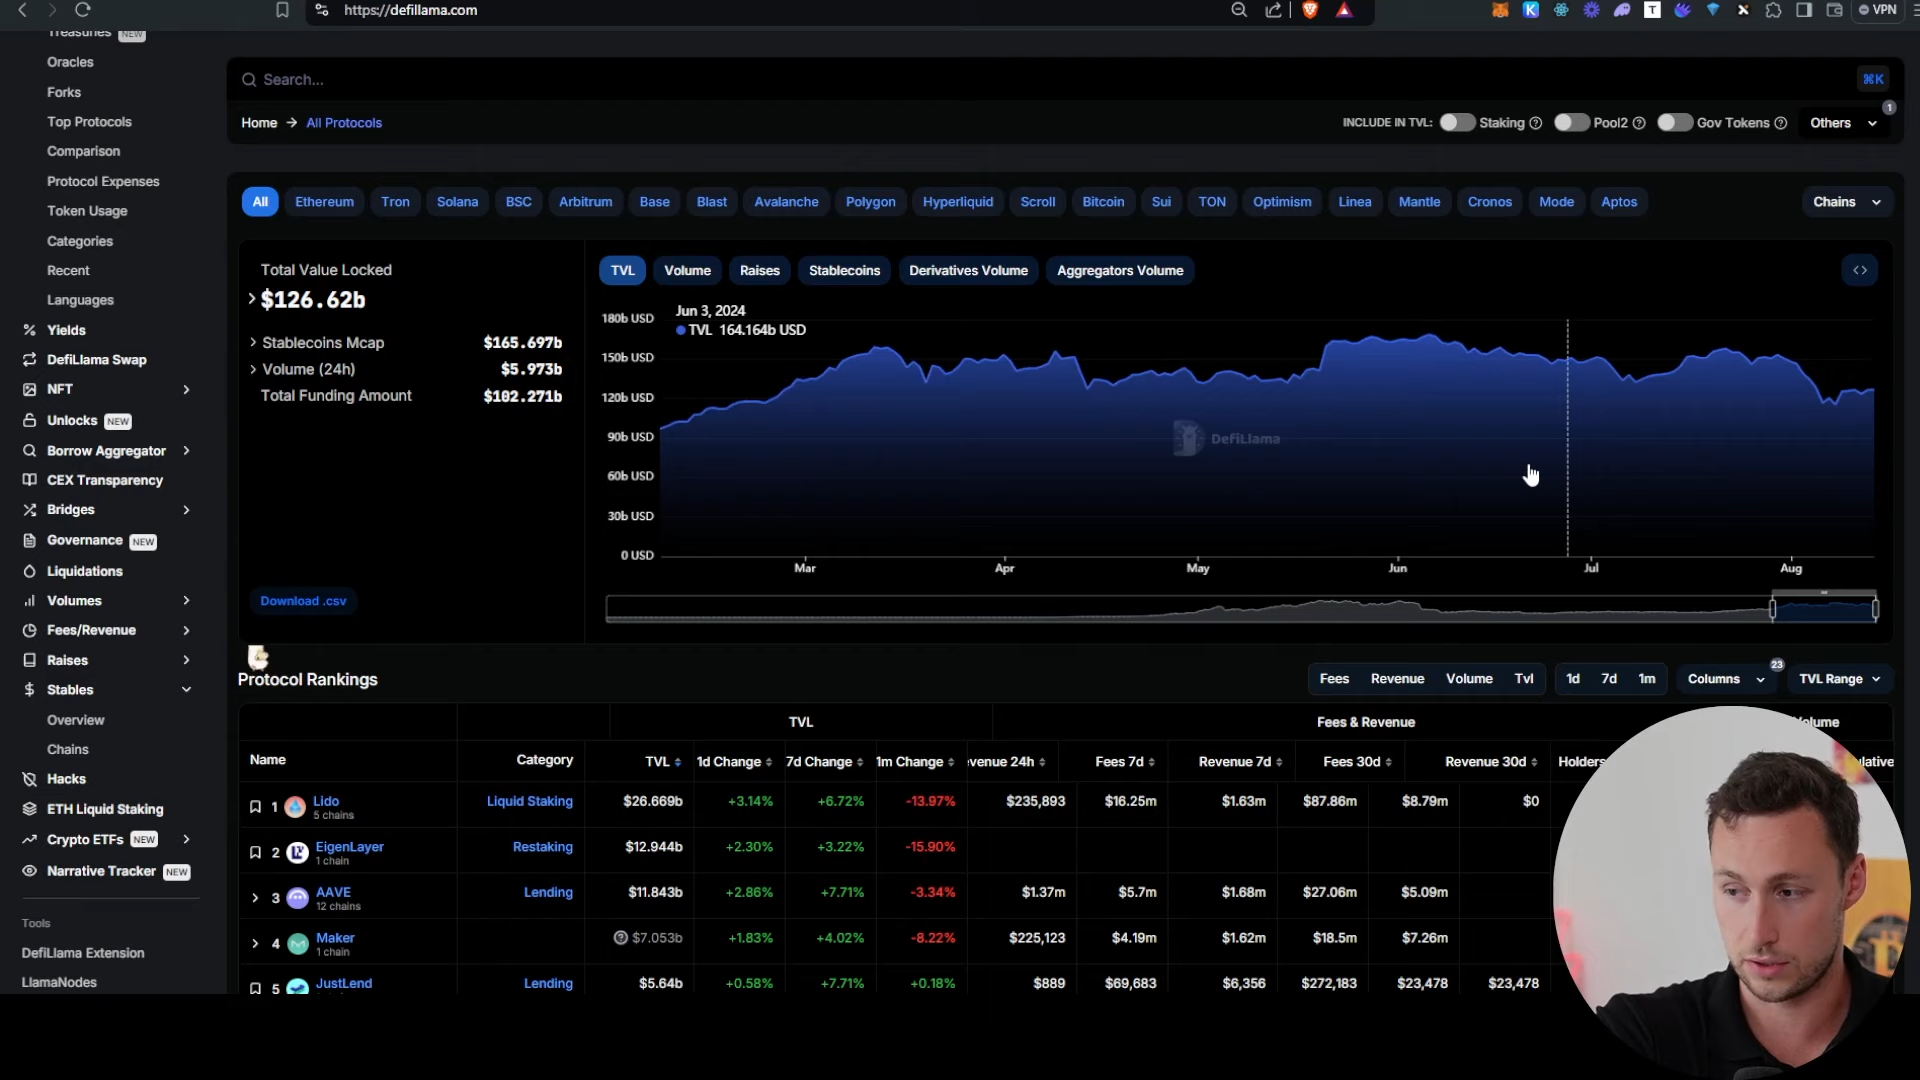 https://defillama.com
VPN
Treasuries NEW
Oracles
Forks
Top Protocols
Comparison
Protocol Expenses
Token Usage
Categories
Recent
Languages
Yields
DefiLlama Swap
NFT
Unlocks NEW
Borrow Aggregator
CEX Transparency
Bridges
Governance NEW
Liquidations
Volumes
Fees/Revenue
Raises
Stables
Overview
Chains
Hacks
ETH Liquid Staking
Crypto ETFs NEW
Narrative Tracker NEW
Tools
DefiLlama Extension
LlamaNodes
Search... ⌘K
Home → All Protocols INCLUDE IN TVL: Staking Pool2 Gov Tokens Others 1
All Ethereum Tron Solana BSC Arbitrum Base Blast Avalanche Polygon Hyperliquid Scroll Bitcoin Sui TON Optimism Linea Mantle Cronos Mode Aptos Chains
Total Value Locked
$126.62b
Stablecoins Mcap $165.697b
Volume (24h) $5.973b
Total Funding Amount $102.271b
Download .csv
TVL Volume Raises Stablecoins Derivatives Volume Aggregators Volume
Jun 3, 2024
TVL 164.164b USD
180b USD
150b USD
120b USD
90b USD
60b USD
30b USD
0 USD
DefiLlama
Mar Apr May Jun Jul Aug
Protocol Rankings Fees Revenue Volume Tvl 1d 7d 1m Columns 23 TVL Range
TVL Fees & Revenue Volume
Name Category TVL 1d Change 7d Change 1m Change evenue 24h Fees 7d Revenue 7d Fees 30d Revenue 30d Holders ulative
1 Lido Liquid Staking $26.669b +3.14% +6.72% -13.97% $235,893 $16.25m $1.63m $87.86m $8.79m $0
5 chains
2 EigenLayer Restaking $12.944b +2.30% +3.22% -15.90%
1 chain
3 AAVE Lending $11.843b +2.86% +7.71% -3.34% $1.37m $5.7m $1.68m $27.06m $5.09m
12 chains
4 Maker $7.053b +1.83% +4.02% -8.22% $225,123 $4.19m $1.62m $18.5m $7.26m
1 chain
5 JustLend Lending $5.64b +0.58% +7.71% +0.18% $889 $69,683 $6,356 $272,183 $23,478 $23,478